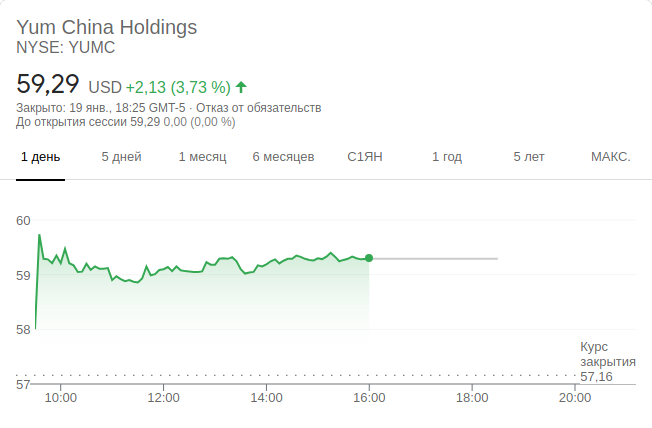 Yum China Holdings
NYSE: YUMC
59,29 USD +2,13 (3,73 %)
Закрыто: 19 янв., 18:25 GMT-5 · Отказ от обязательств
До открытия сессии 59,29 0,00 (0,00 %)
1 день 5 дней 1 месяц 6 месяцев С1ЯН 1 год 5 лет МАКС.
60
59
58
Курс
закрытия
57,16
57
10:00 12:00 14:00 16:00 18:00 20:00